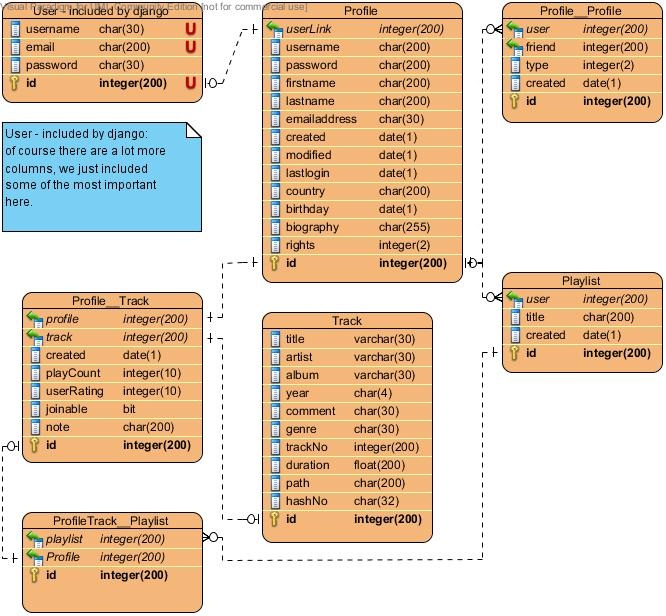 Visual Paradigm for UML Community Edition [not for commercial use]
User - included by django
username char(30) U
email char(200) U
password char(30)
id integer(200) U
User - included by django:
of course there are a lot more
columns, we just included
some of the most important
here.
Profile
userLink integer(200)
username char(200)
password char(200)
firstname char(200)
lastname char(200)
emailaddress char(30)
created date(1)
modified date(1)
lastlogin date(1)
country char(200)
birthday date(1)
biography char(255)
rights integer(2)
id integer(200)
Profile__Profile
user integer(200)
friend integer(200)
type integer(2)
created date(1)
id integer(200)
Playlist
user integer(200)
title char(200)
created date(1)
id integer(200)
Profile__Track
profile integer(200)
track integer(200)
created date(1)
playCount integer(10)
userRating integer(10)
joinable bit
note char(200)
id integer(200)
Track
title varchar(30)
artist varchar(30)
album varchar(30)
year char(4)
comment char(30)
genre char(30)
trackNo integer(200)
duration float(200)
path char(200)
hashNo char(32)
id integer(200)
ProfileTrack__Playlist
playlist integer(200)
Profile integer(200)
id integer(200)